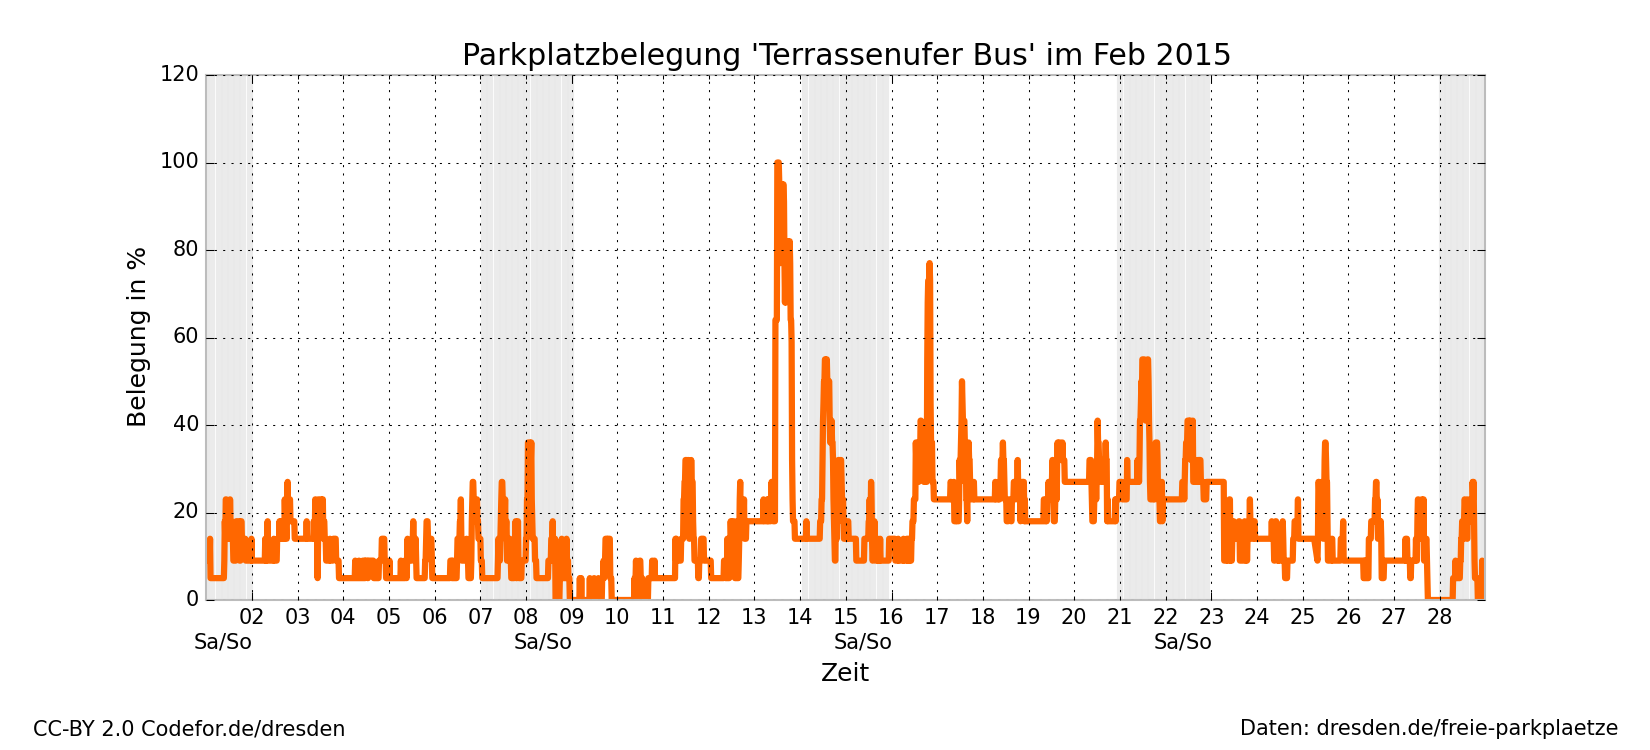 Parkplatzbelegung 'Terrassenufer Bus' im Feb 2015
120
100
80
60
40
20
0
Belegung in %
02 03 04 05 06 07 08 09 10 11 12 13 14 15 16 17 18 19 20 21 22 23 24 25 26 27 28
Sa/So Sa/So Sa/So Sa/So
Zeit
CC-BY 2.0 Codefor.de/dresden
Daten: dresden.de/freie-parkplaetze